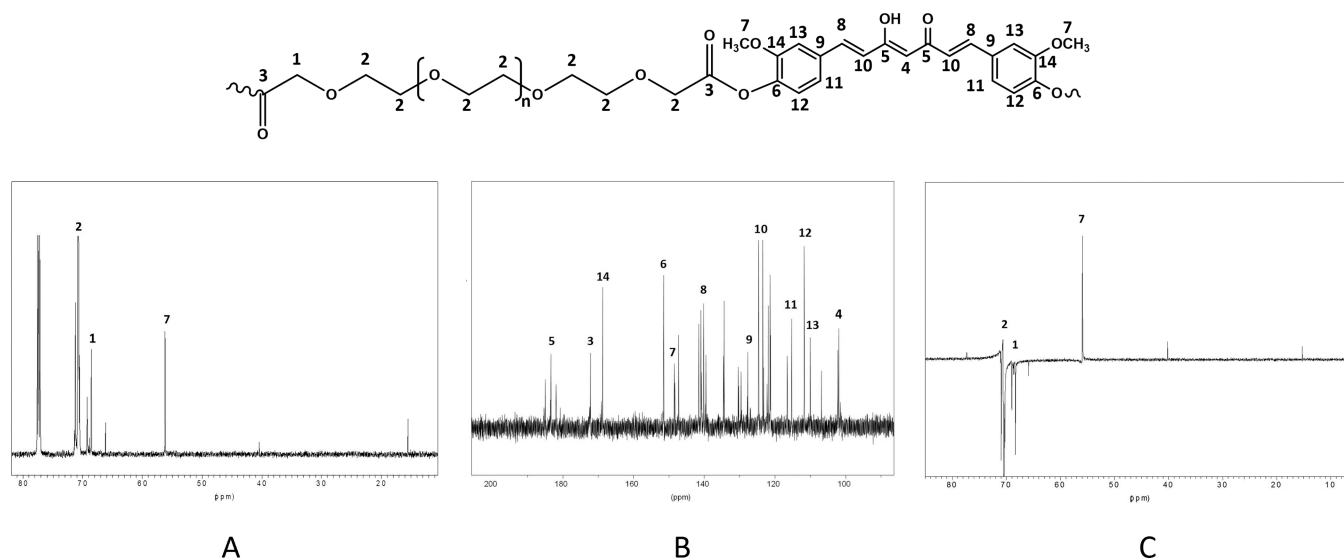 7 8 OH O 8 7
H₃CO 14 13 9 5 5 9 13 OCH₃
1 2 2 2 O 10 4 10 14
3 O O O O 3 O 6 11 11 6 O
2 2 n 2 2 12 12
O
2
1
7
80 70 60 50 40 30 20
(ppm)
14
6
5 3
7
8
10
12
9
11
13
4
200 180 160 140 120 100
(ppm)
7
2 1
80 70 60 50 40 30 20 10
(ppm)
A B C